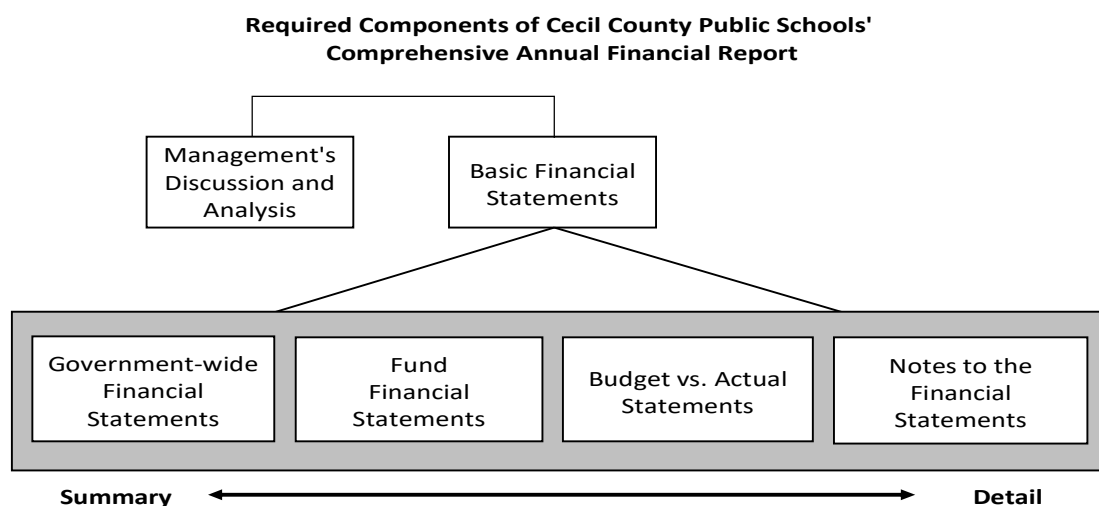 Required Components of Cecil County Public Schools'
Comprehensive Annual Financial Report
Management's
Discussion and
Analysis
Basic Financial
Statements
Government-wide
Financial
Statements
Fund
Financial
Statements
Budget vs. Actual
Statements
Notes to the
Financial
Statements
Summary
Detail